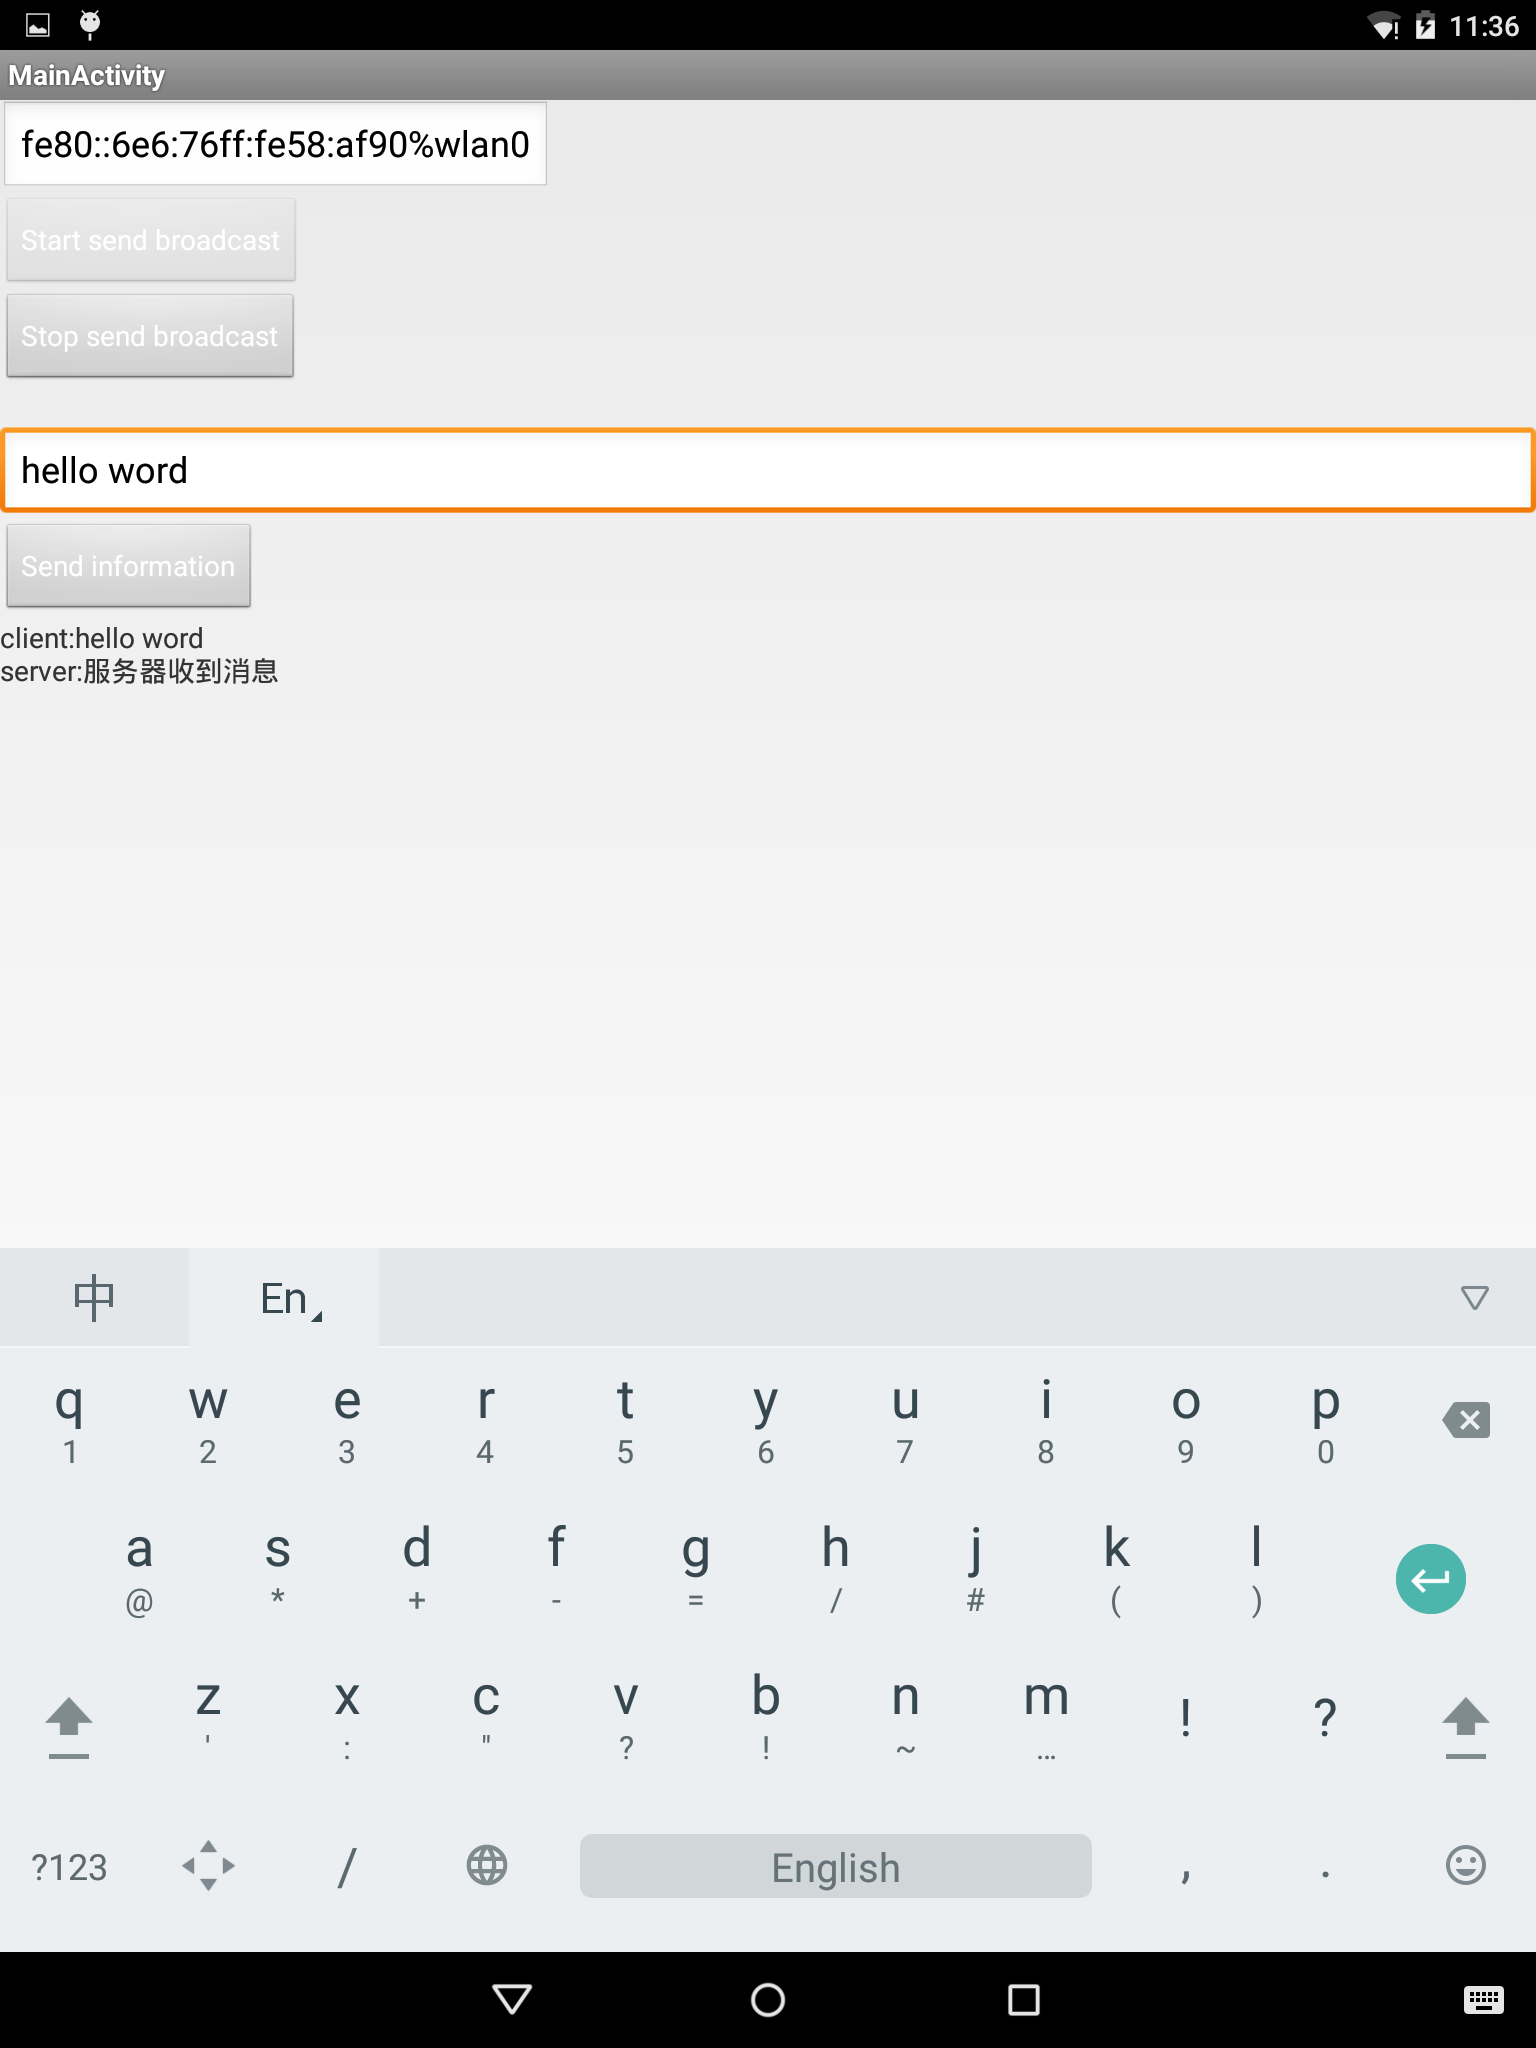 11:36
MainActivity
fe80::6e6:76ff:fe58:af90%wlan0
Start send broadcast
Stop send broadcast
hello word
Send information
client:hello word
server:服务器收到消息
中 En
q w e r t y u i o p
1 2 3 4 5 6 7 8 9 0
a s d f g h j k l
@ * + - = / # ( )
z x c v b n m ! ?
' : " ? ! ~ …
?123 / English , .